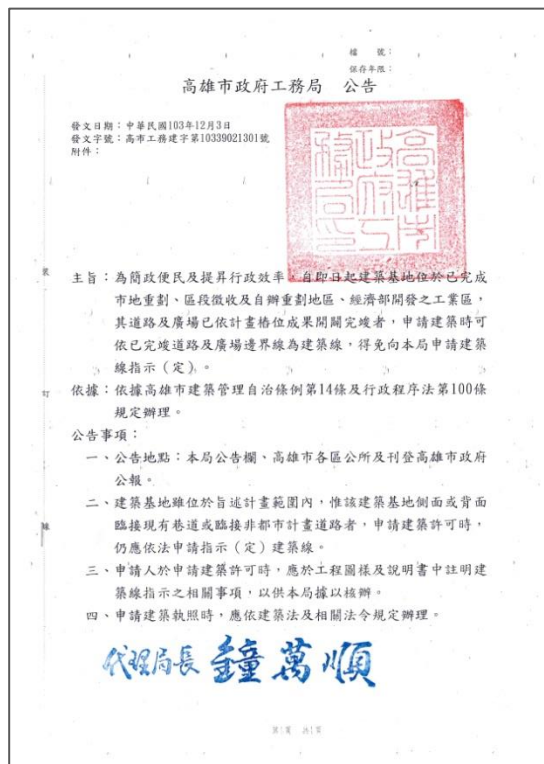 檔　號：
保存年限：
高雄市政府工務局　公告
發文日期：中華民國103年12月3日
發文字號：高市工務建字第10339021301號
附件：
高雄市政府工務局印
主旨：為簡政便民及提昇行政效率，自即日起建築基地位於已完成
市地重劃、區段徵收及自辦重劃地區、經濟部開發之工業區，
其道路及廣場已依計畫樁位成果開闢完竣者，申請建築時可
依已完竣道路及廣場邊界線為建築線，得免向本局申請建築
線指示（定）。
依據：依據高雄市建築管理自治條例第14條及行政程序法第100條
規定辦理。
公告事項：
一、公告地點：本局公告欄、高雄市各區公所及刊登高雄市政府
公報。
二、建築基地雖位於旨述計畫範圍內，惟該建築基地側面或背面
臨接現有巷道或臨接非都市計畫道路者，申請建築許可時，
仍應依法申請指示（定）建築線。
三、申請人於申請建築許可時，應於工程圖樣及說明書中註明建
築線指示之相關事項，以供本局據以核辦。
四、申請建築執照時，應依建築法及相關法令規定辦理。
裝
訂
線
代理局長 鐘萬順
第1頁　共1頁